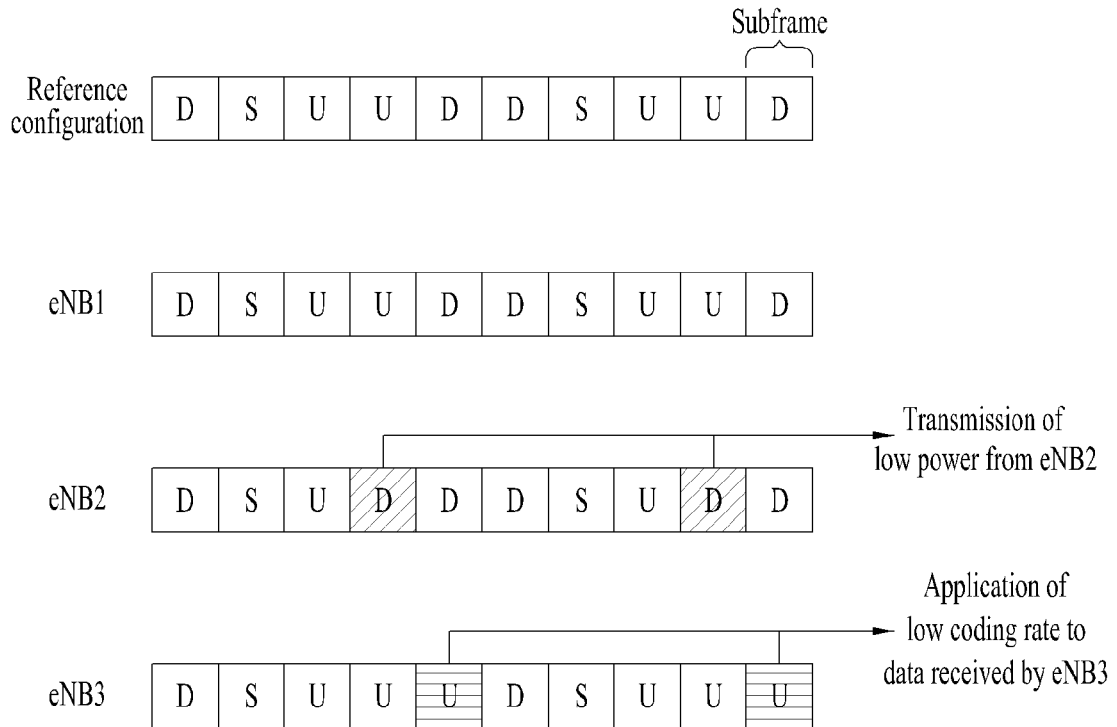 Subframe
Reference
configuration
D S U U D D S U U D
eNB1
D S U U D D S U U D
Transmission of
low power from eNB2
eNB2
D S U D D D S U D D
Application of
low coding rate to
data received by eNB3
eNB3
D S U U U D S U U U